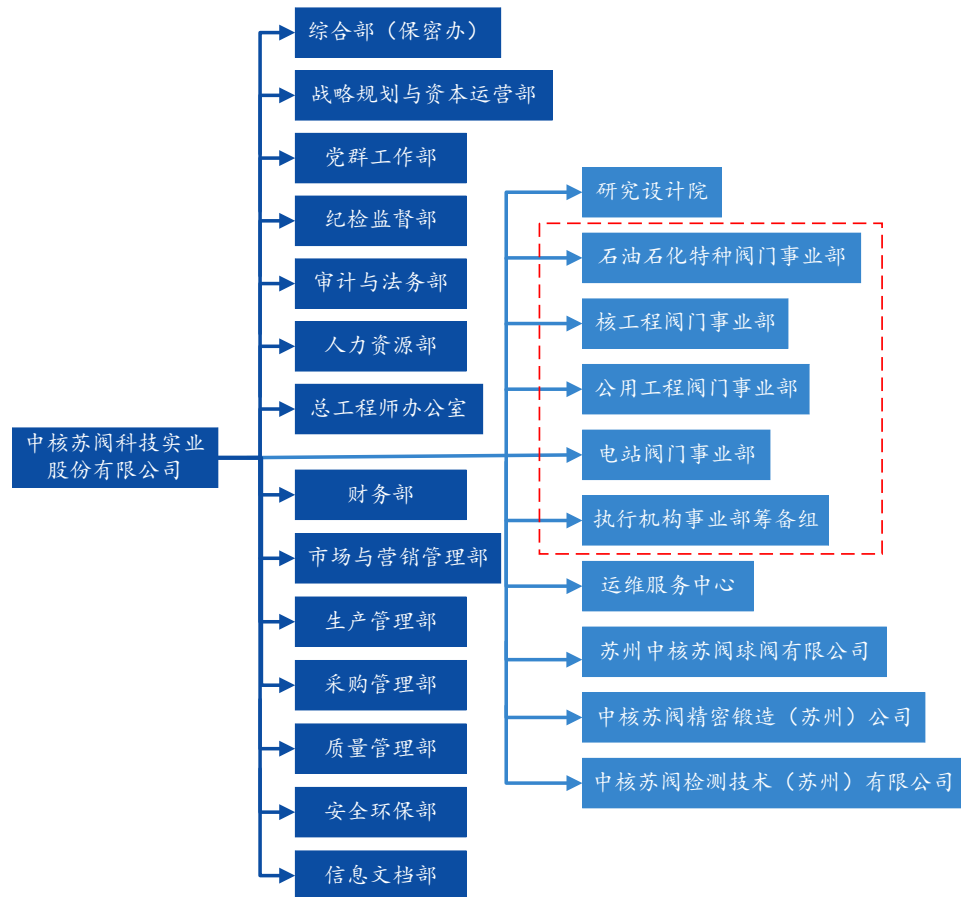 中核苏阀科技实业
股份有限公司
综合部（保密办）
战略规划与资本运营部
党群工作部
纪检监督部
审计与法务部
人力资源部
总工程师办公室
财务部
市场与营销管理部
生产管理部
采购管理部
质量管理部
安全环保部
信息文档部
研究设计院
石油石化特种阀门事业部
核工程阀门事业部
公用工程阀门事业部
电站阀门事业部
执行机构事业部筹备组
运维服务中心
苏州中核苏阀球阀有限公司
中核苏阀精密锻造（苏州）公司
中核苏阀检测技术（苏州）有限公司